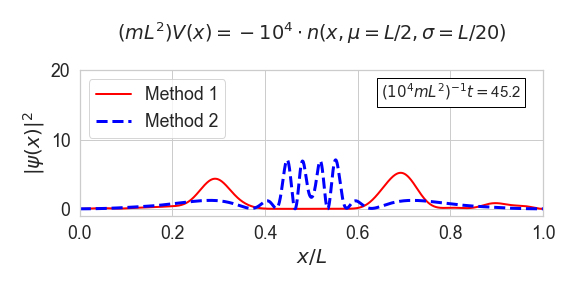 (mL²)V(x) = −10⁴ · n(x, μ = L/2, σ = L/20)
20
10
0
|ψ(x)|²
Method 1
Method 2
(10⁴mL²)⁻¹t = 45.2
0.0 0.2 0.4 0.6 0.8 1.0
x/L